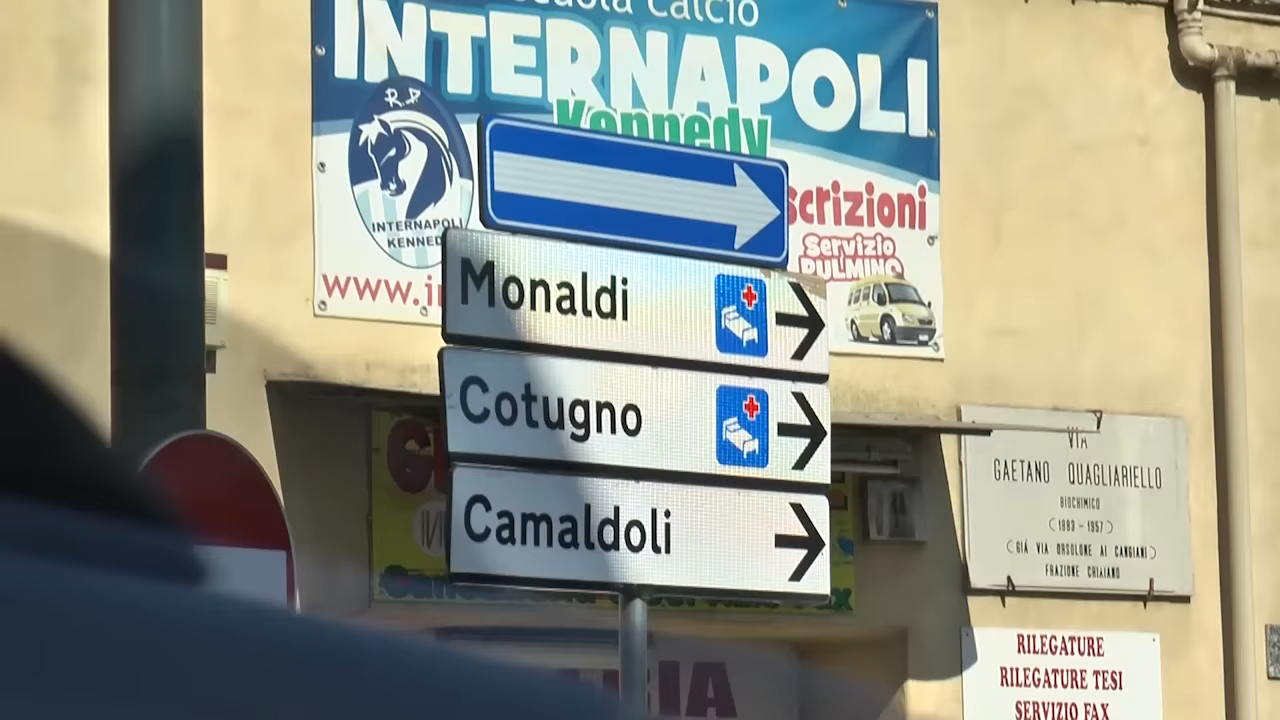 Scuola Calcio
INTERNAPOLI
Kennedy
R.D.
INTERNAPOLI
KENNEDY
scrizioni
Servizio
PULMINO
www.in
Monaldi
Cotugno
Camaldoli
VIA
GAETANO QUAGLIARIELLO
BIOCHIMICO
(1883 - 1957)
(GIÁ VIA ORSOLONE AI CANGIANI)
FRAZIONE CHIAIANO
RILEGATURE
RILEGATURE TESI
SERVIZIO FAX